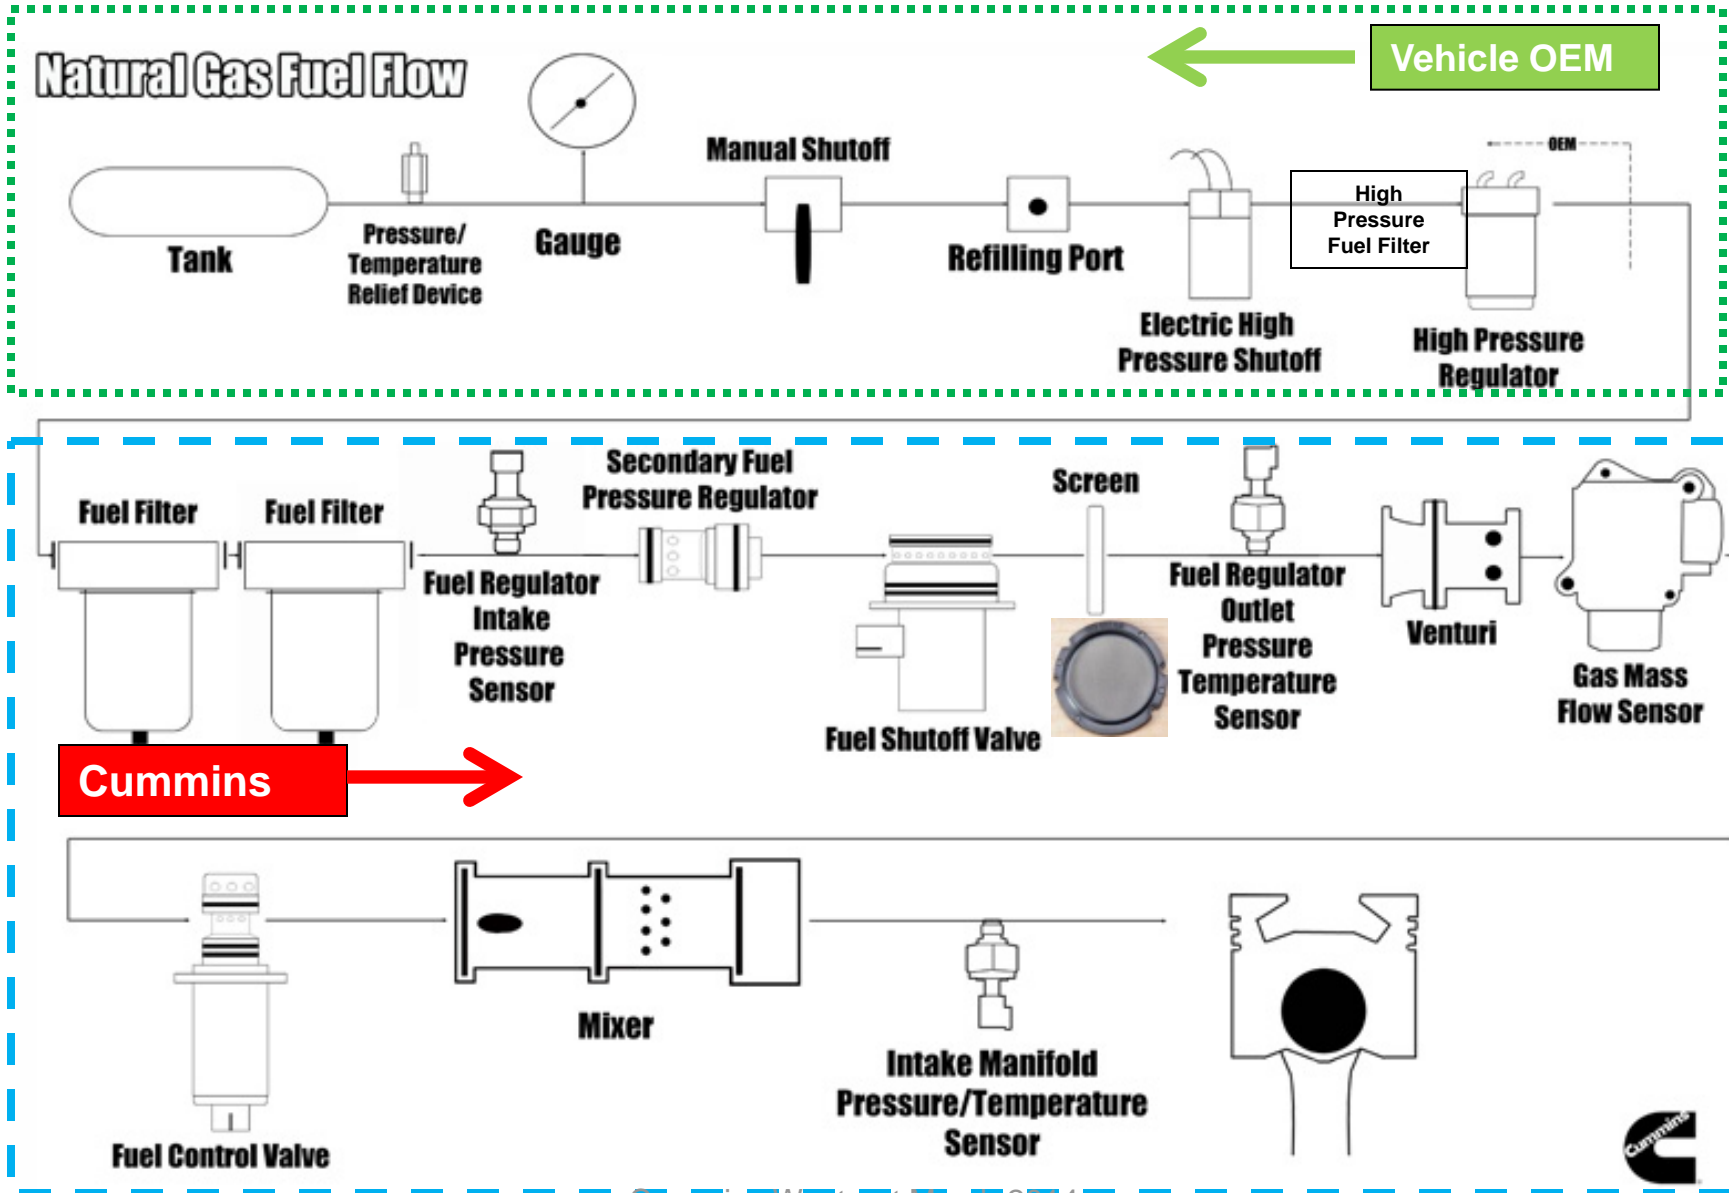 Natural Gas Fuel Flow
Vehicle OEM
Manual Shutoff
OEM
High
Pressure
Fuel Filter
Tank
Pressure/
Temperature
Relief Device
Gauge
Refilling Port
Electric High
Pressure Shutoff
High Pressure
Regulator
Fuel Filter
Fuel Filter
Secondary Fuel
Pressure Regulator
Screen
Fuel Regulator
Intake
Pressure
Sensor
Fuel Shutoff Valve
Fuel Regulator
Outlet
Pressure
Temperature
Sensor
Venturi
Gas Mass
Flow Sensor
Cummins
Fuel Control Valve
Mixer
Intake Manifold
Pressure/Temperature
Sensor
Cummins